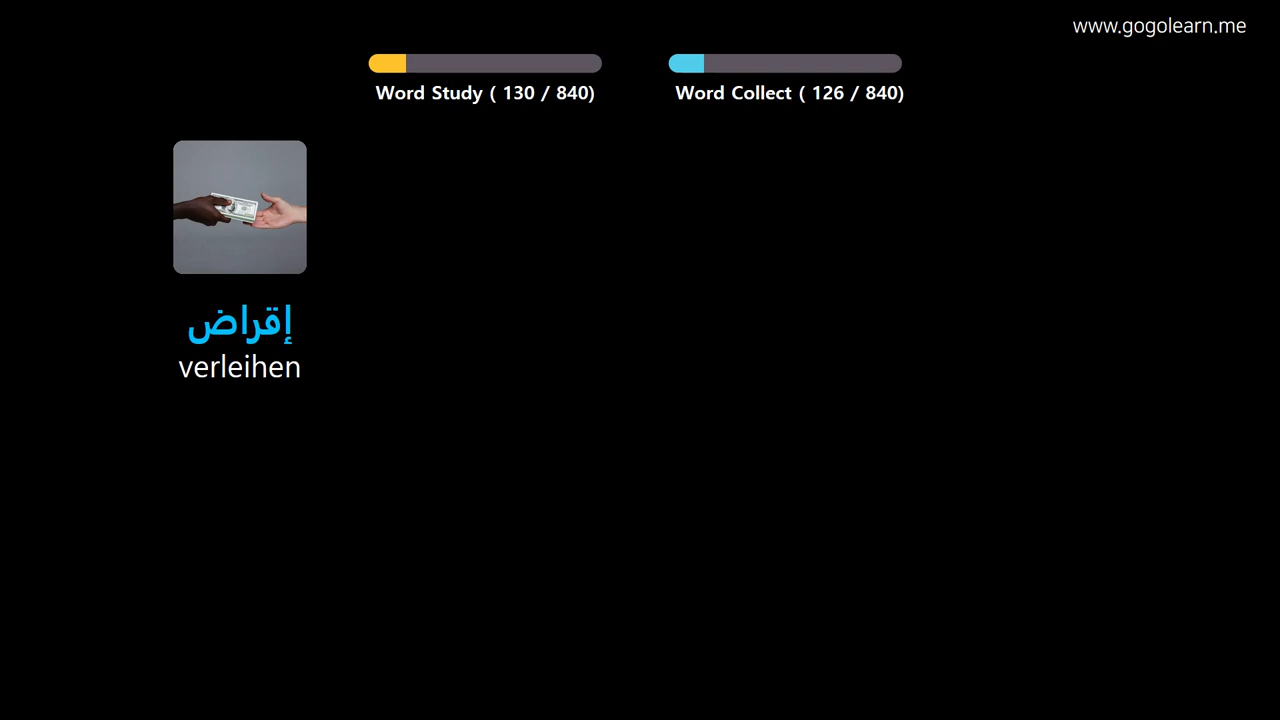 www.gogolearn.me
Word Study ( 130 / 840)
Word Collect ( 126 / 840)
إقراض
verleihen